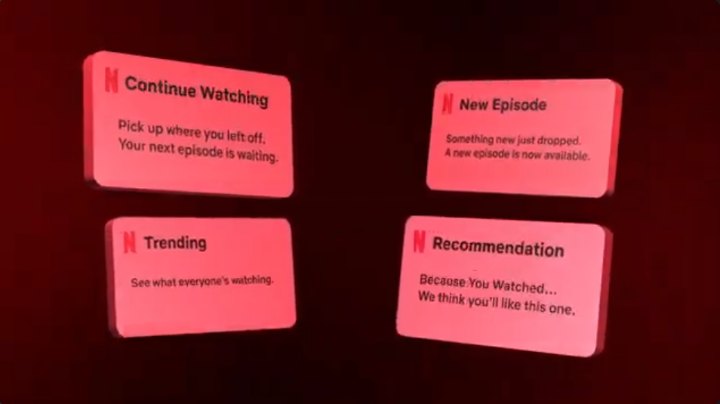 N Continue Watching
Pick up where you left off.
Your next episode is waiting.
N New Episode
Something new just dropped.
A new episode is now available.
N Trending
See what everyone's watching.
N Recommendation
Because You Watched...
We think you'll like this one.